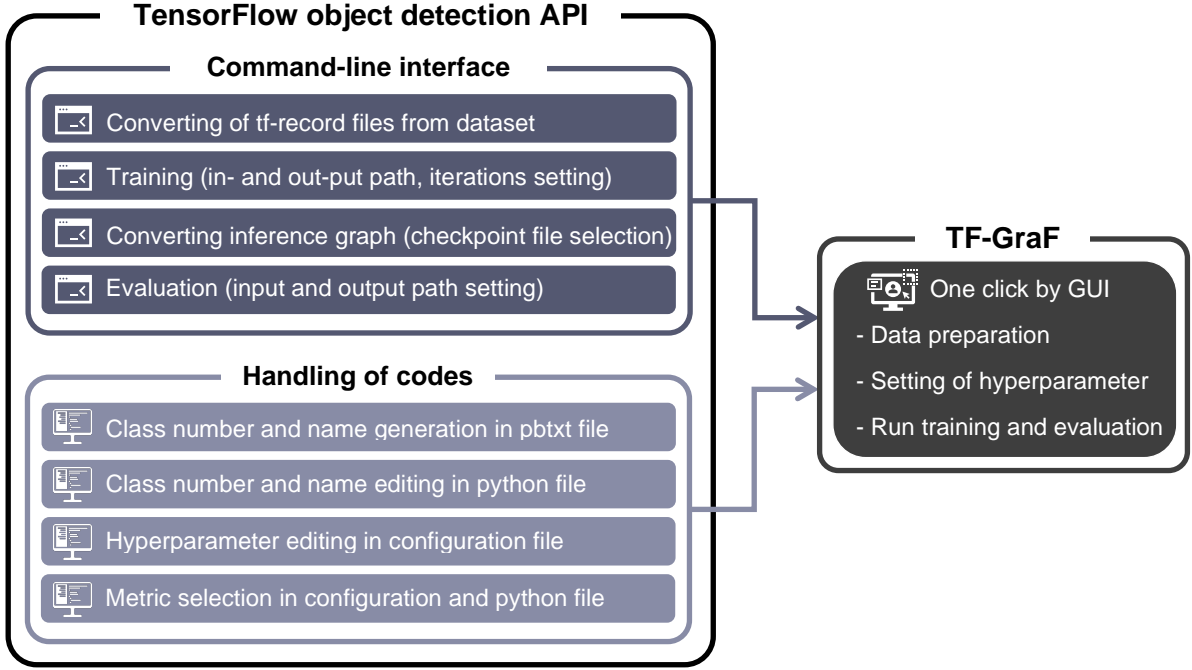 TensorFlow object detection API
Command-line interface
Converting of tf-record files from dataset
Training (in- and out-put path, iterations setting)
Converting inference graph (checkpoint file selection)
Evaluation (input and output path setting)
Handling of codes
Class number and name generation in pbtxt file
Class number and name editing in python file
Hyperparameter editing in configuration file
Metric selection in configuration and python file
TF-GraF
One click by GUI
- Data preparation
- Setting of hyperparameter
- Run training and evaluation